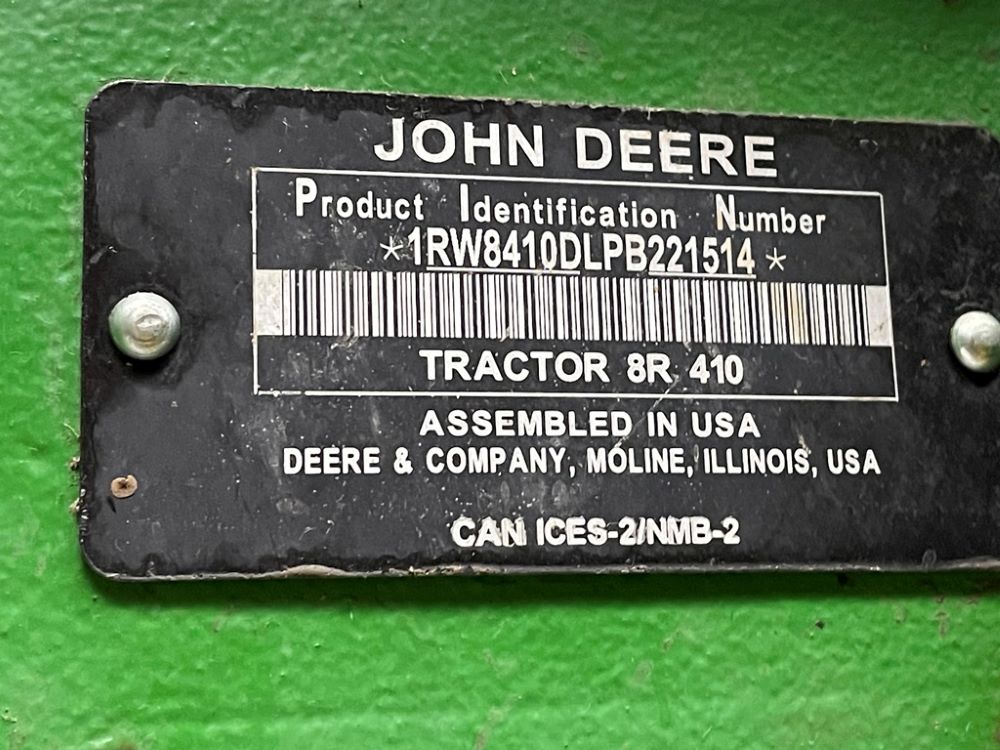 JOHN DEERE
Product Identification Number
*1RW8410DLPB221514*
TRACTOR 8R 410
ASSEMBLED IN USA
DEERE & COMPANY, MOLINE, ILLINOIS, USA
CAN ICES-2/NMB-2